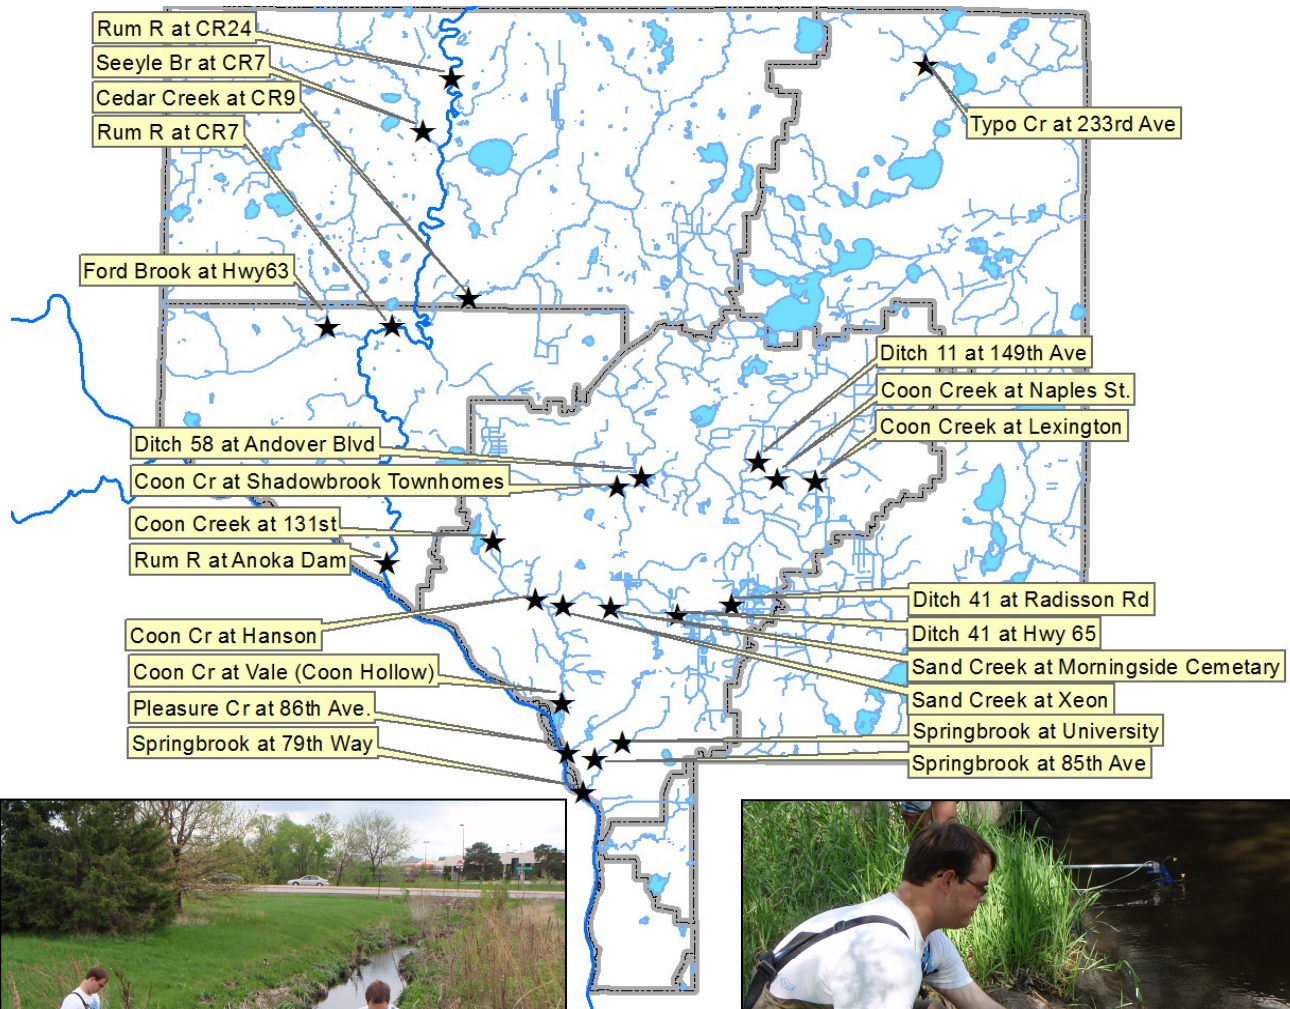 Rum R at CR24
Seeyle Br at CR7
Cedar Creek at CR9
Rum R at CR7
Typo Cr at 233rd Ave
Ford Brook at Hwy63
Ditch 11 at 149th Ave
Coon Creek at Naples St.
Coon Creek at Lexington
Ditch 58 at Andover Blvd
Coon Cr at Shadowbrook Townhomes
Coon Creek at 131st
Rum R at Anoka Dam
Ditch 41 at Radisson Rd
Ditch 41 at Hwy 65
Sand Creek at Morningside Cemetary
Sand Creek at Xeon
Coon Cr at Hanson
Coon Cr at Vale (Coon Hollow)
Pleasure Cr at 86th Ave.
Springbrook at 79th Way
Springbrook at University
Springbrook at 85th Ave